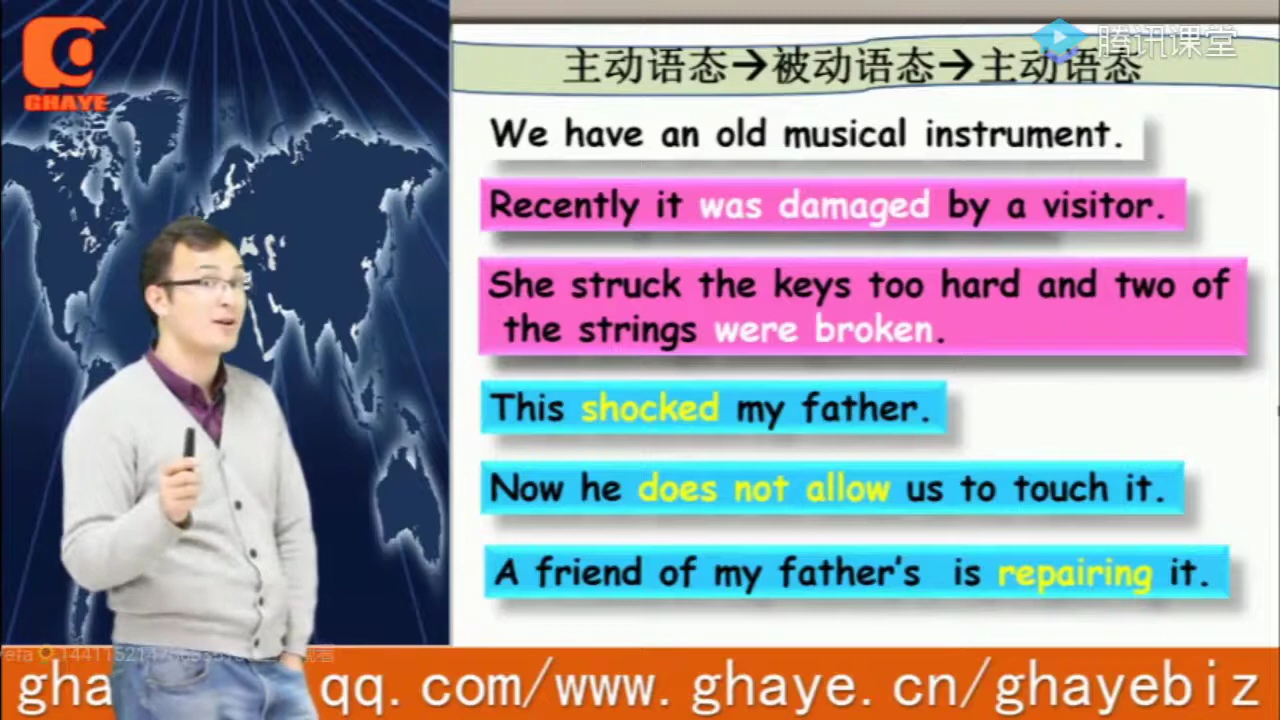 GHAYE
腾讯课堂
主动语态→被动语态→主动语态
We have an old musical instrument.
Recently it was damaged by a visitor.
She struck the keys too hard and two of
the strings were broken.
This shocked my father.
Now he does not allow us to touch it.
A friend of my father's is repairing it.
gha qq.com/www.ghaye.cn/ghayebiz